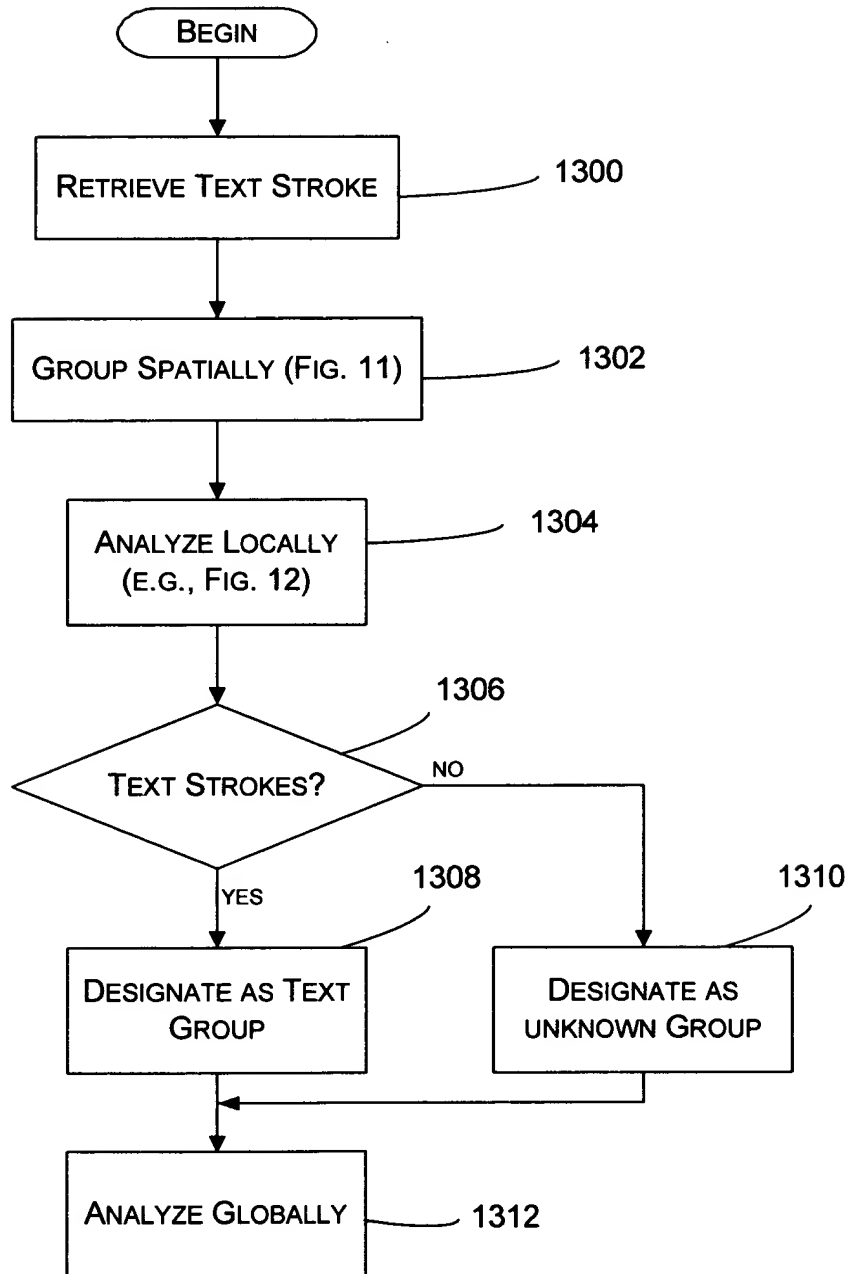 BEGIN
RETRIEVE TEXT STROKE
1300
GROUP SPATIALLY (FIG. 11)
1302
ANALYZE LOCALLY
(E.G., FIG. 12)
1304
1306
TEXT STROKES?
NO
YES
1308
1310
DESIGNATE AS TEXT
GROUP
DESIGNATE AS
UNKNOWN GROUP
ANALYZE GLOBALLY
1312